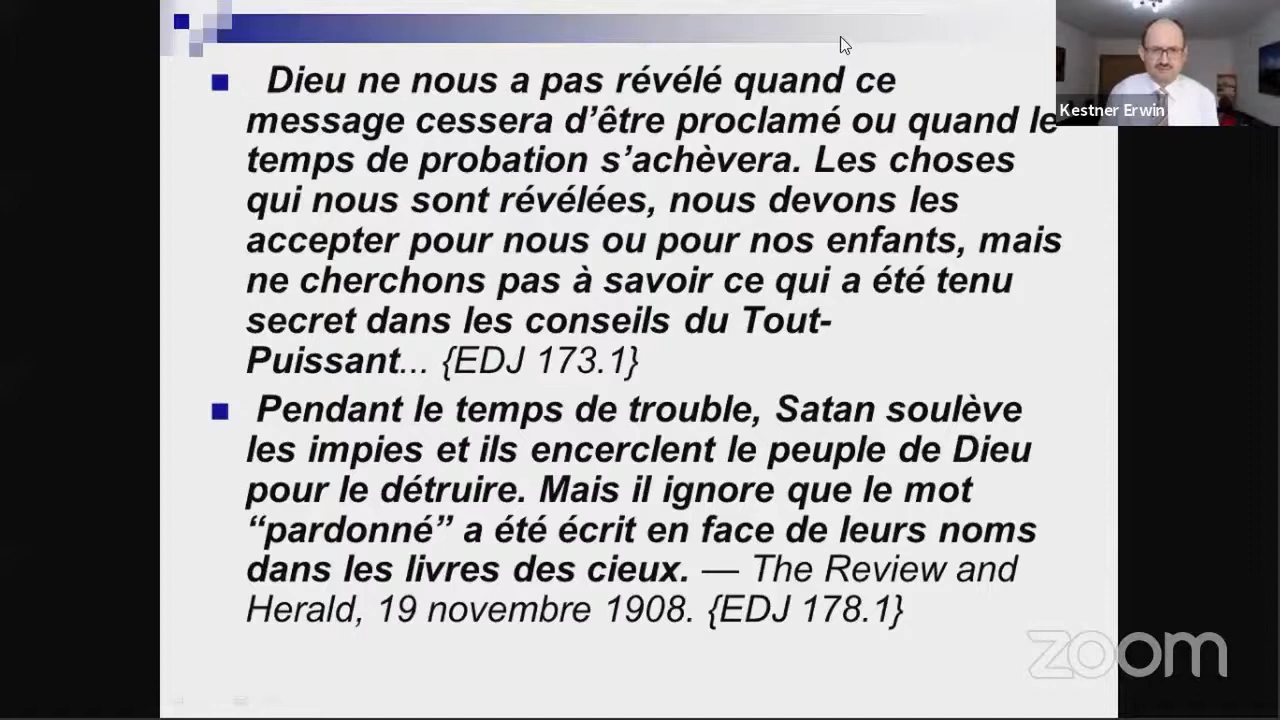 Dieu ne nous a pas révélé quand ce
message cessera d’être proclamé ou quand le
temps de probation s’achèvera. Les choses
qui nous sont révélées, nous devons les
accepter pour nous ou pour nos enfants, mais
ne cherchons pas à savoir ce qui a été tenu
secret dans les conseils du Tout-
Puissant... {EDJ 173.1}
Pendant le temps de trouble, Satan soulève
les impies et ils encerclent le peuple de Dieu
pour le détruire. Mais il ignore que le mot
“pardonné” a été écrit en face de leurs noms
dans les livres des cieux. — The Review and
Herald, 19 novembre 1908. {EDJ 178.1}
Kestner Erwin
zoom